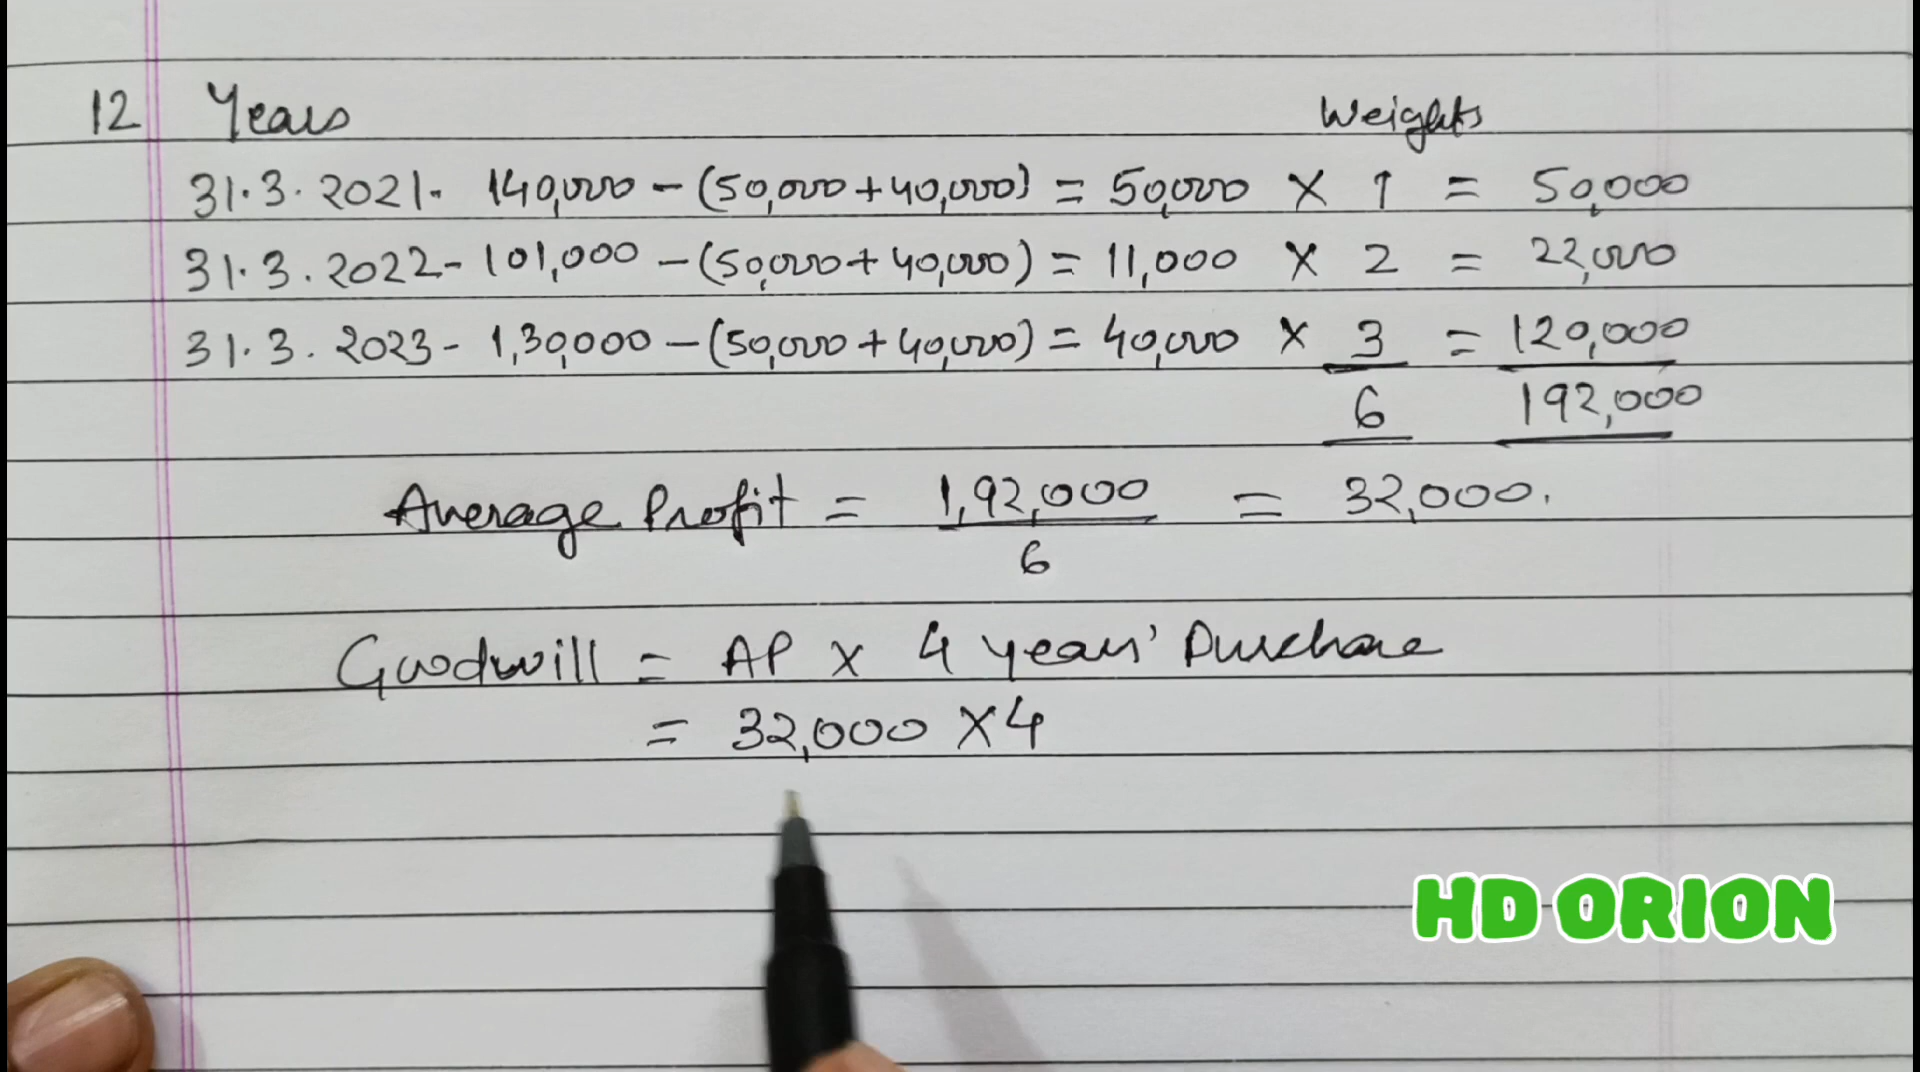 12 Years Weights
31.3.2021. 140,000 - (50,000 + 40,000) = 50,000 X 1 = 50,000
31.3.2022 - 101,000 - (50,000 + 40,000) = 11,000 X 2 = 22,000
31.3.2023 - 1,30,000 - (50,000 + 40,000) = 40,000 X 3 = 120,000
6 192,000
Average Profit = 1,92,000 = 32,000.
6
Goodwill = AP X 4 years' Purchase
= 32,000 X 4
HD ORION